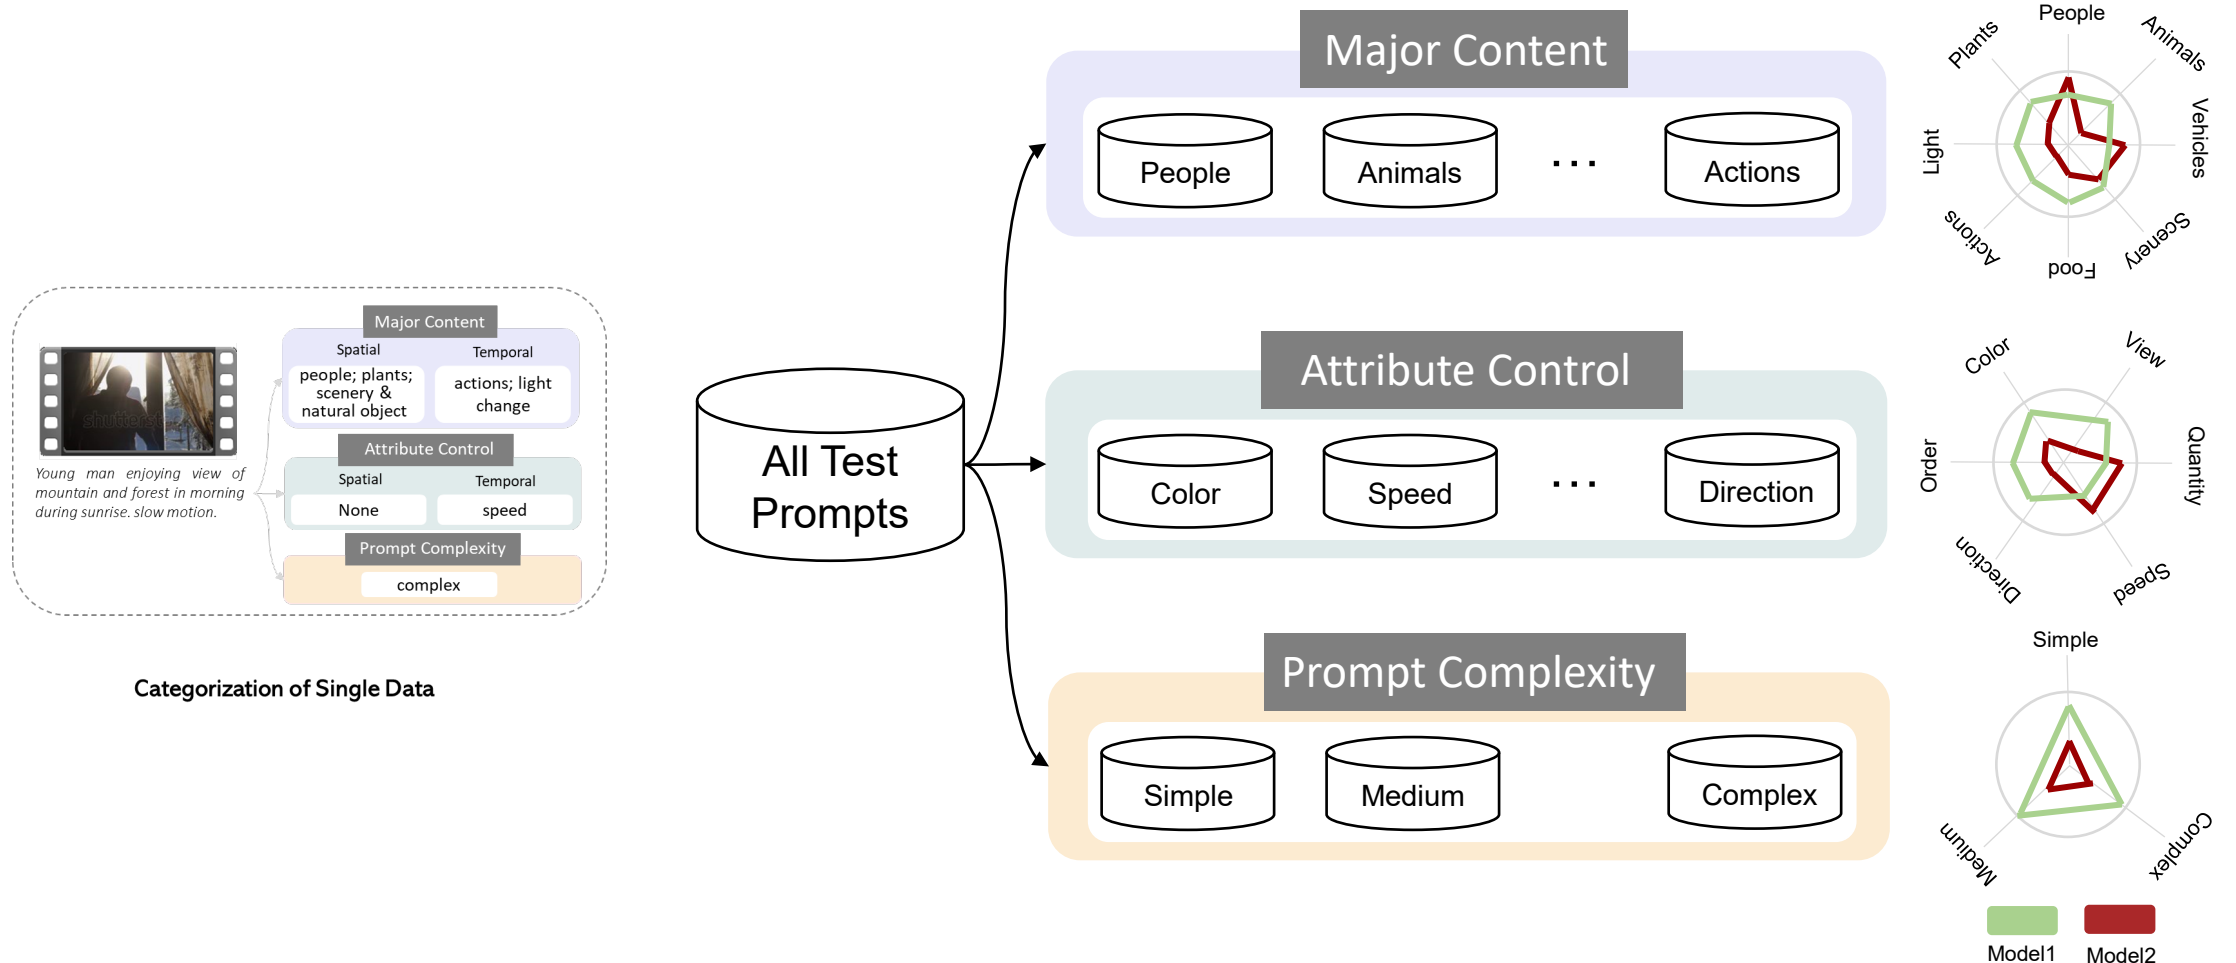 Major Content
Spatial
Temporal
people; plants;
scenery &
natural object
actions; light
change
shutterstock
Young man enjoying view of
mountain and forest in morning
during sunrise. slow motion.
Attribute Control
Spatial
Temporal
None
speed
Prompt Complexity
complex
Categorization of Single Data
All Test
Prompts
Major Content
People
Animals
...
Actions
Attribute Control
Color
Speed
...
Direction
Prompt Complexity
Simple
Medium
Complex
People
Animals
Vehicles
Scenery
Food
Actions
Light
Plants
Color
View
Quantity
Speed
Direction
Order
Simple
Complex
Medium
Model1
Model2